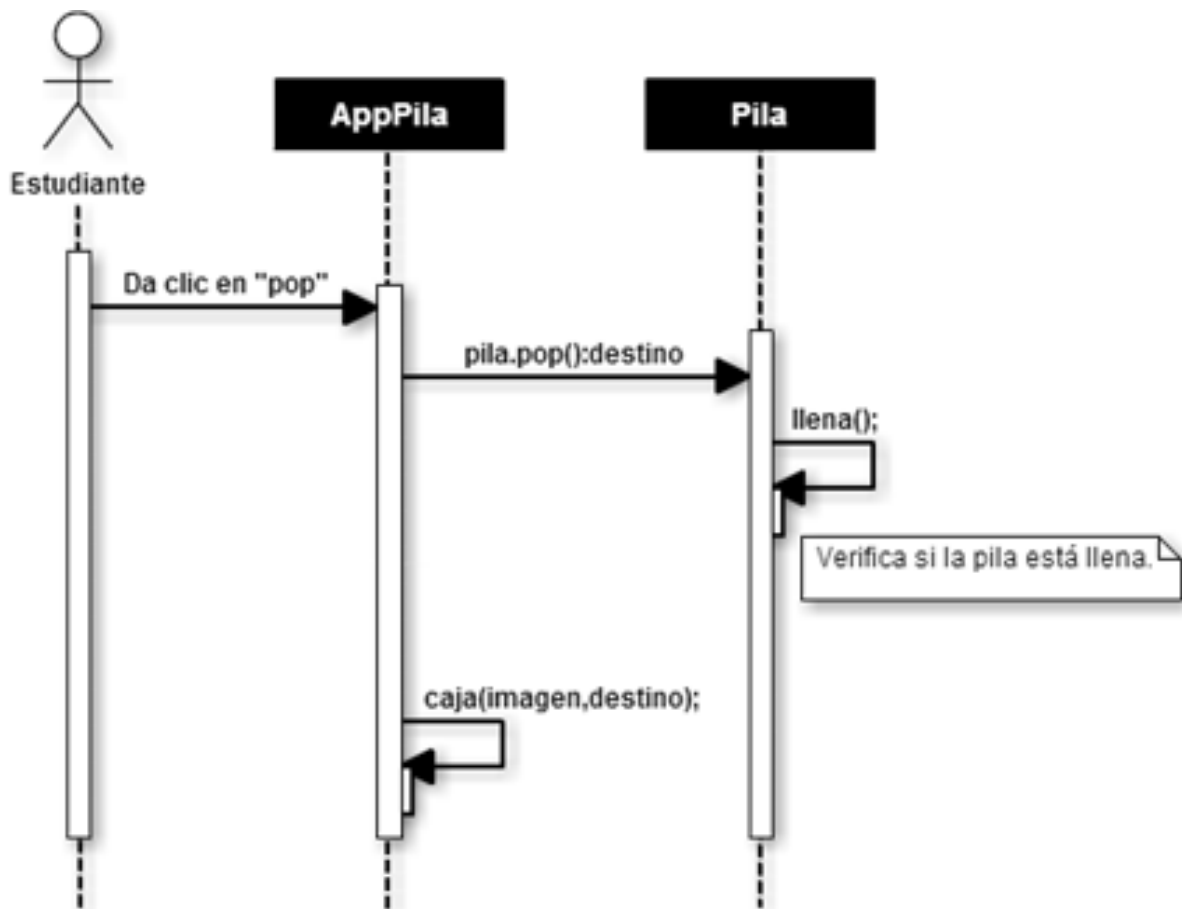 AppPila
Pila
Estudiante
Da clic en "pop"
pila.pop():destino
llena();
Verifica si la pila está llena.
caja(imagen,destino);